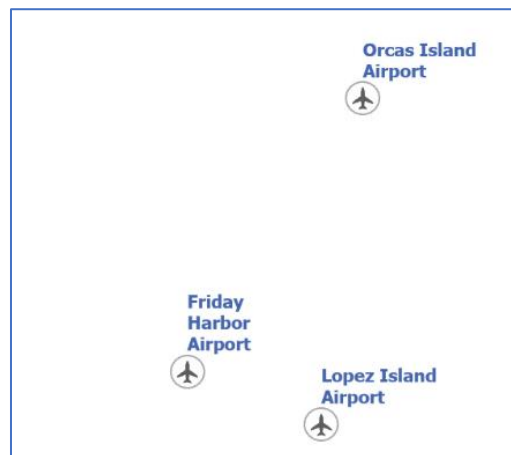 Orcas Island
Airport
Friday
Harbor
Airport
Lopez Island
Airport